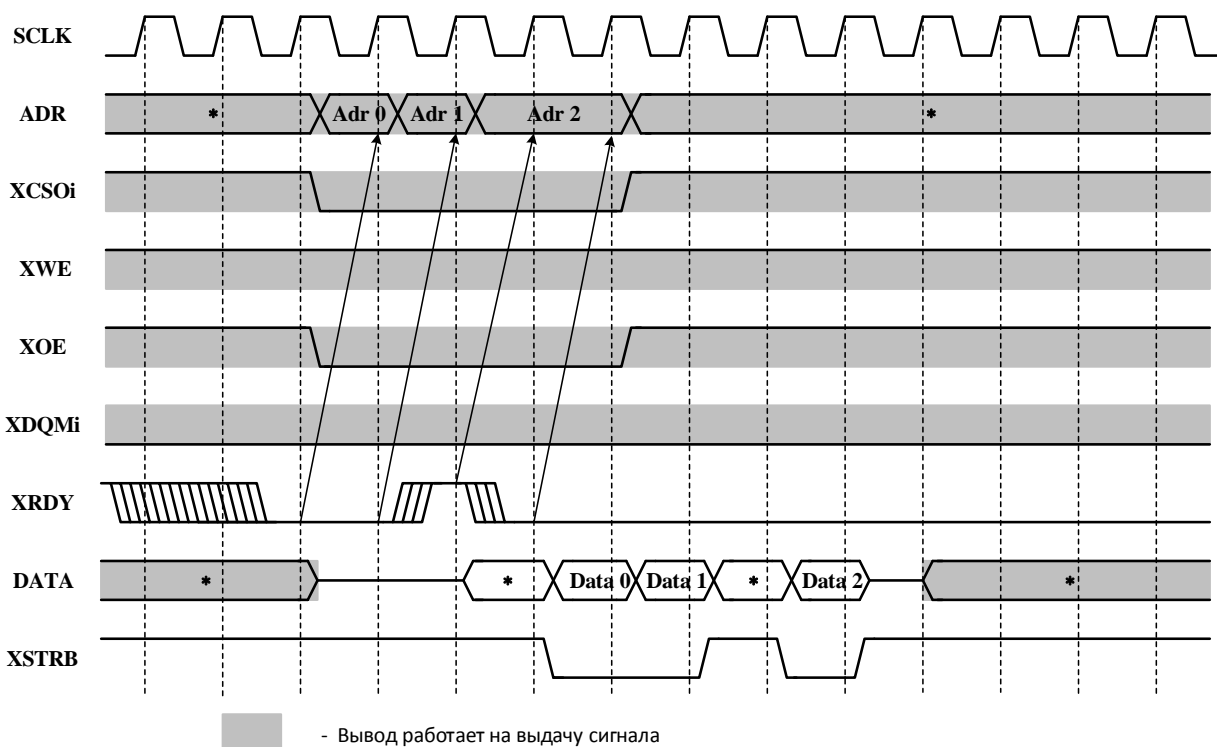 SCLK
ADR * Adr 0 Adr 1 Adr 2 *
XCSOi
XWE
XOE
XDQMi
XRDY
DATA * * Data 0 Data 1 * Data 2 *
XSTRB
- Вывод работает на выдачу сигнала